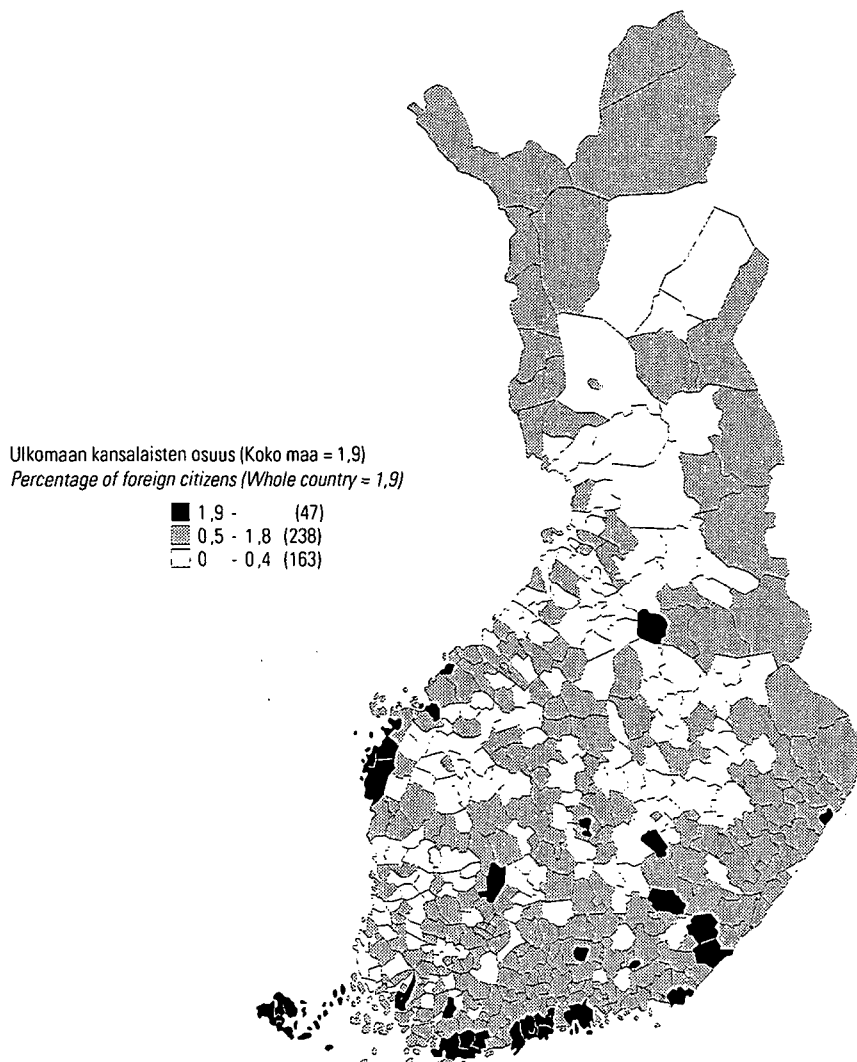 Ulkomaan kansalaisten osuus (Koko maa = 1,9)
Percentage of foreign citizens (Whole country = 1,9)
1,9 - (47)
0,5 - 1,8 (238)
0 - 0,4 (163)